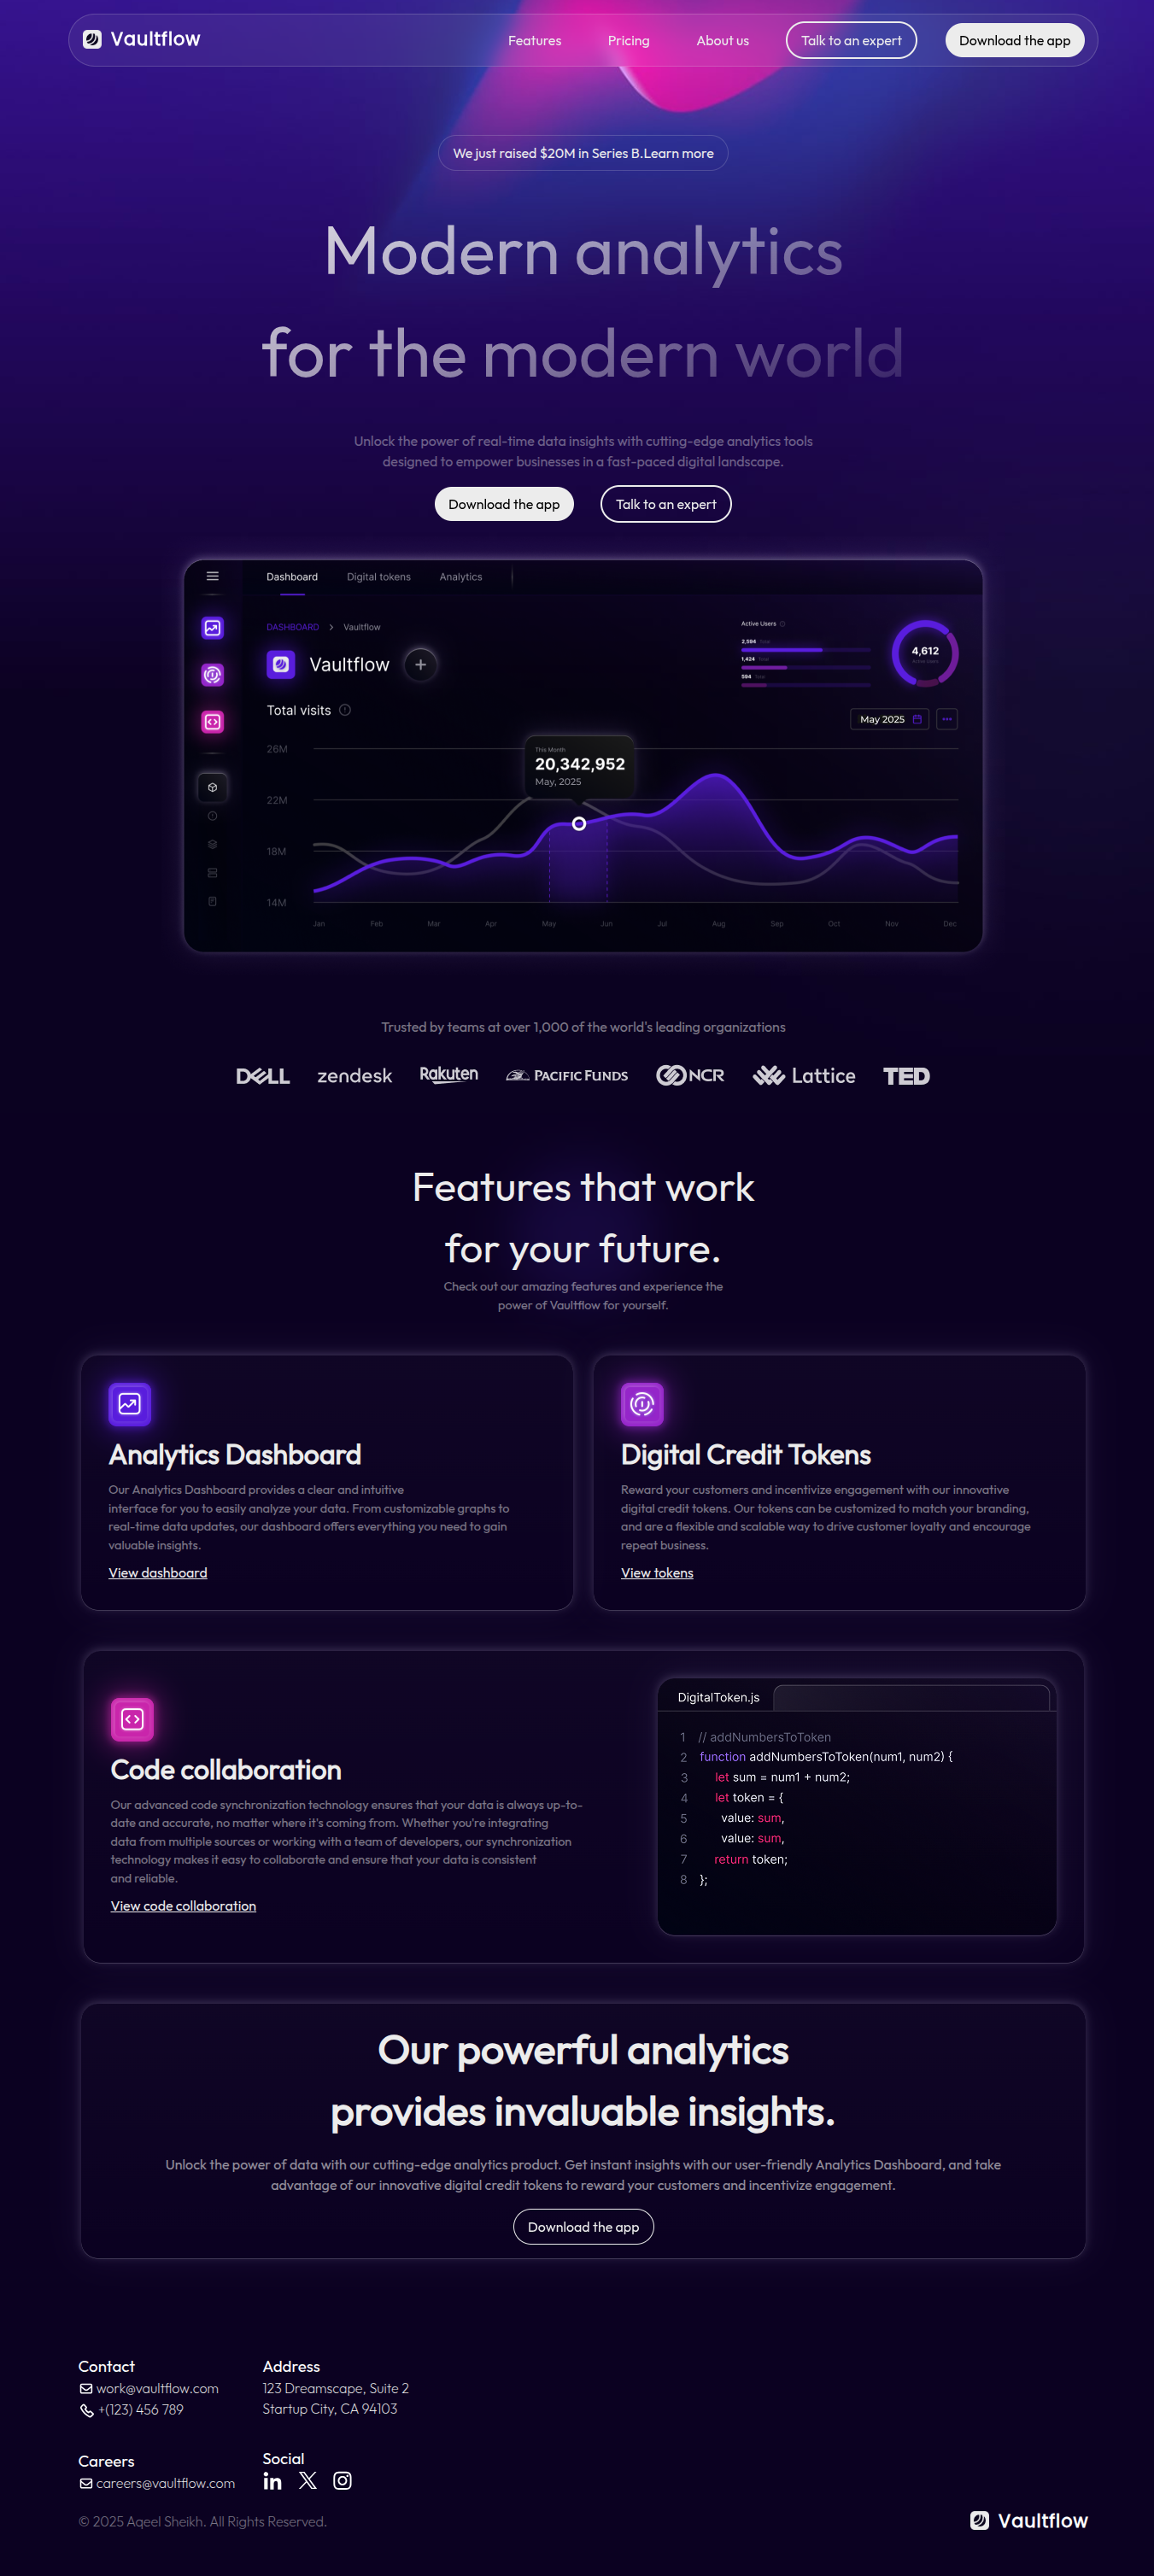 Vaultflow
Features
Pricing
About us
Talk to an expert
Download the app
We just raised $20M in Series B.Learn more
Modern analytics
for the modern world
Unlock the power of real-time data insights with cutting-edge analytics tools
designed to empower businesses in a fast-paced digital landscape.
Download the app
Talk to an expert
Dashboard
Digital tokens
Analytics
DASHBOARD > Vaultflow
Vaultflow
Active Users
2,594 Total
1,424 Total
594 Total
4,612
Active Users
Total visits
May 2025
26M
22M
18M
14M
This Month
20,342,952
May, 2025
Jan Feb Mar Apr May Jun Jul Aug Sep Oct Nov Dec
Trusted by teams at over 1,000 of the world's leading organizations
DELL
zendesk
Rakuten
PACIFIC FUNDS
NCR
Lattice
TED
Features that work
for your future.
Check out our amazing features and experience the
power of Vaultflow for yourself.
Analytics Dashboard
Our Analytics Dashboard provides a clear and intuitive
interface for you to easily analyze your data. From customizable graphs to
real-time data updates, our dashboard offers everything you need to gain
valuable insights.
View dashboard
Digital Credit Tokens
Reward your customers and incentivize engagement with our innovative
digital credit tokens. Our tokens can be customized to match your branding,
and are a flexible and scalable way to drive customer loyalty and encourage
repeat business.
View tokens
Code collaboration
Our advanced code synchronization technology ensures that your data is always up-to-
date and accurate, no matter where it's coming from. Whether you're integrating
data from multiple sources or working with a team of developers, our synchronization
technology makes it easy to collaborate and ensure that your data is consistent
and reliable.
View code collaboration
DigitalToken.js
1 // addNumbersToToken
2 function addNumbersToToken(num1, num2) {
3 let sum = num1 + num2;
4 let token = {
5 value: sum,
6 value: sum,
7 return token;
8 };
Our powerful analytics
provides invaluable insights.
Unlock the power of data with our cutting-edge analytics product. Get instant insights with our user-friendly Analytics Dashboard, and take
advantage of our innovative digital credit tokens to reward your customers and incentivize engagement.
Download the app
Contact
work@vaultflow.com
+(123) 456 789
Address
123 Dreamscape, Suite 2
Startup City, CA 94103
Careers
careers@vaultflow.com
Social
© 2025 Aqeel Sheikh. All Rights Reserved.
Vaultflow